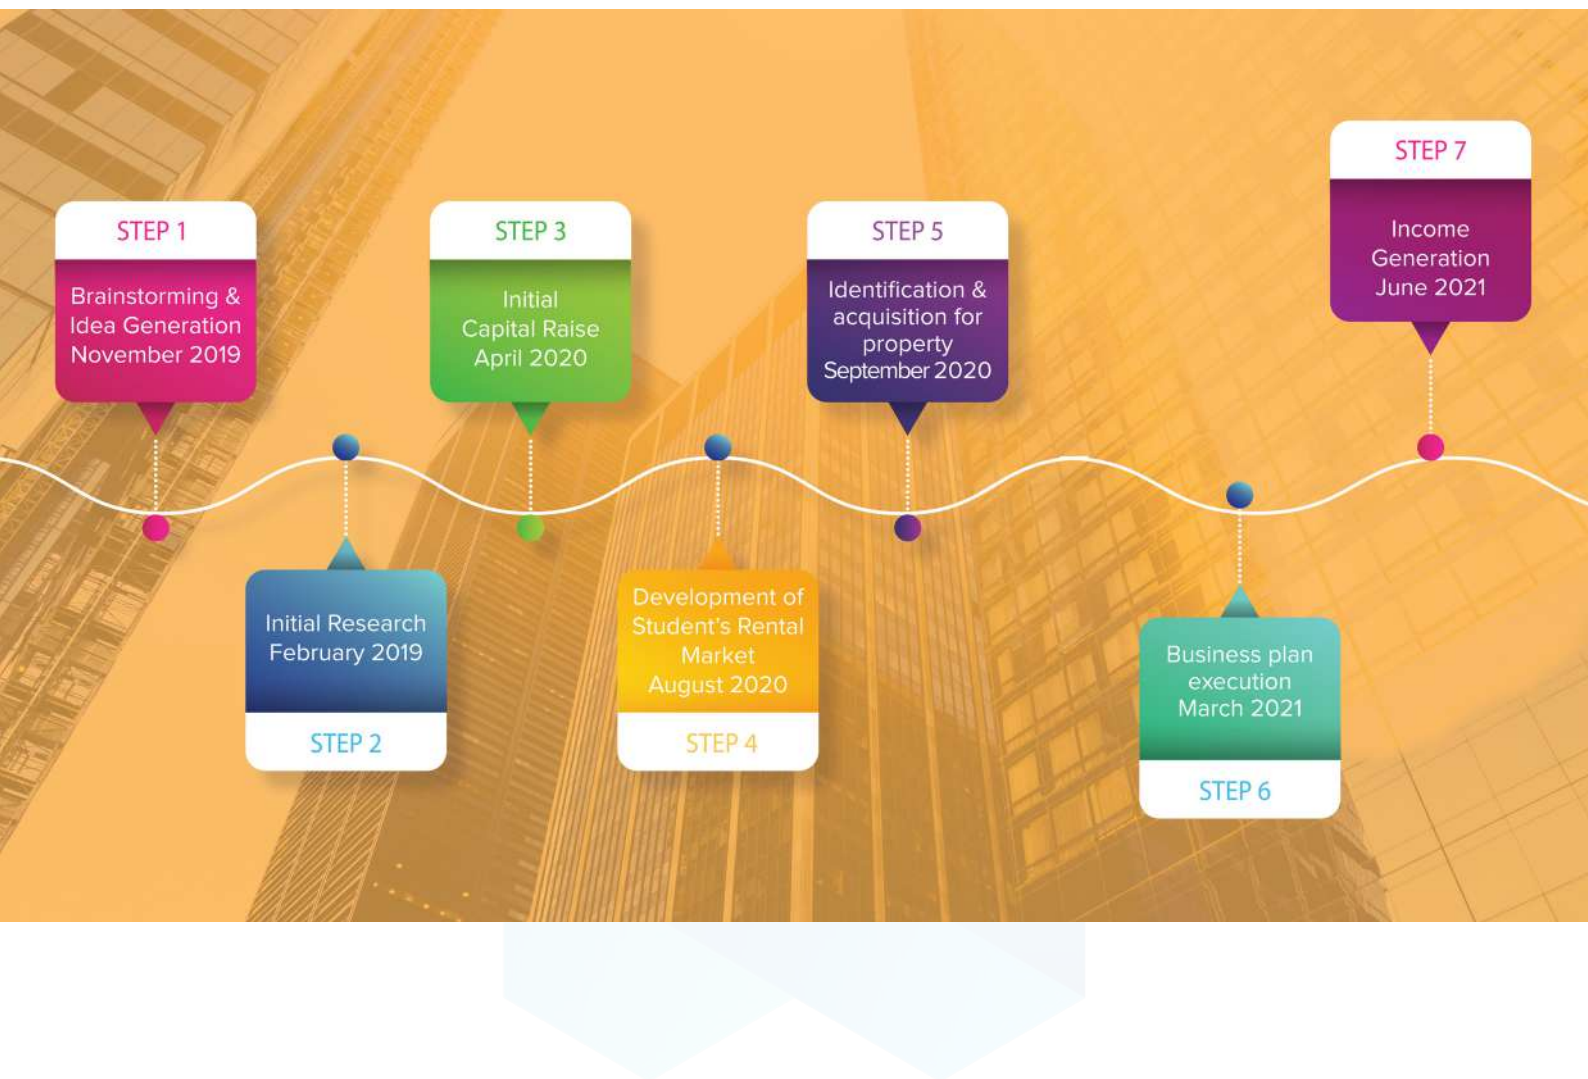 STEP 1
Brainstorming &
Idea Generation
November 2019
Initial Research
February 2019
STEP 2
STEP 3
Initial
Capital Raise
April 2020
Development of
Student's Rental
Market
August 2020
STEP 4
STEP 5
Identification &
acquisition for
property
September 2020
Business plan
execution
March 2021
STEP 6
STEP 7
Income
Generation
June 2021